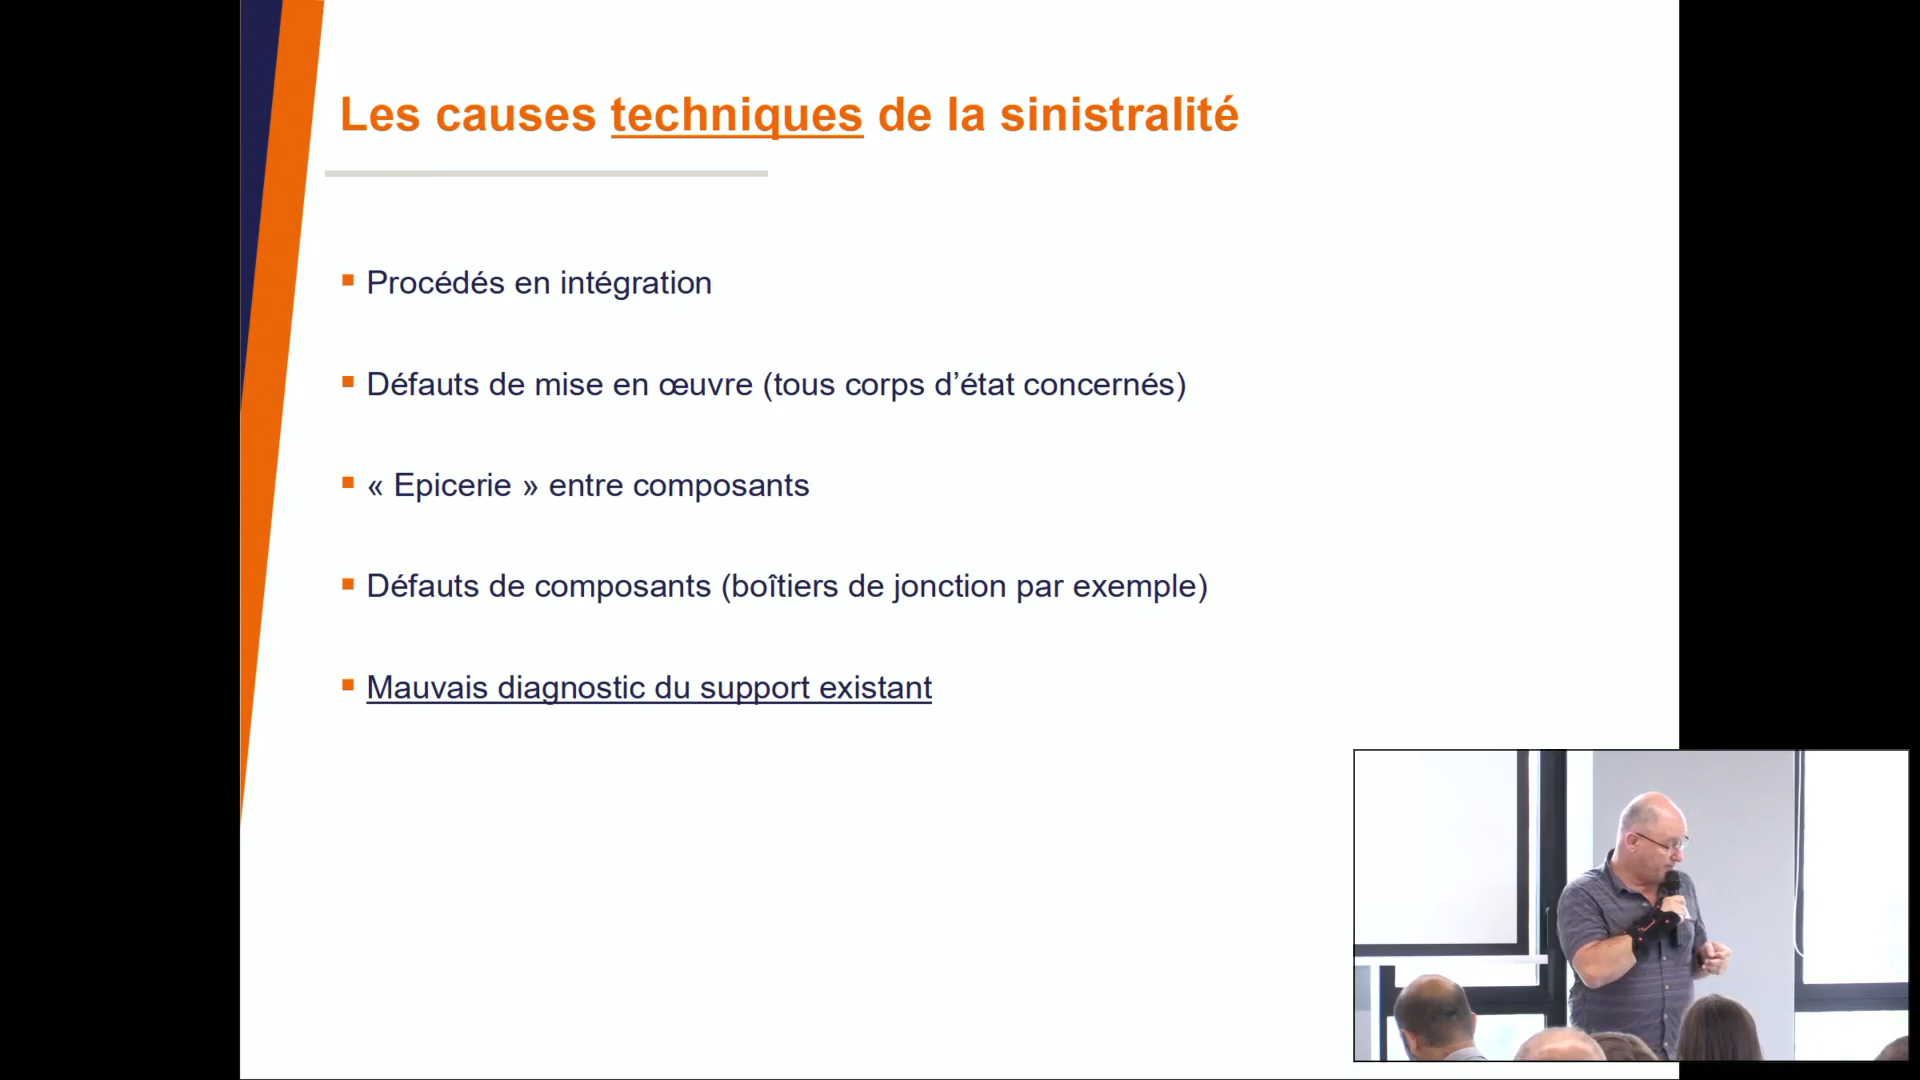 Les causes techniques de la sinistralité
Procédés en intégration
Défauts de mise en œuvre (tous corps d’état concernés)
« Epicerie » entre composants
Défauts de composants (boîtiers de jonction par exemple)
Mauvais diagnostic du support existant